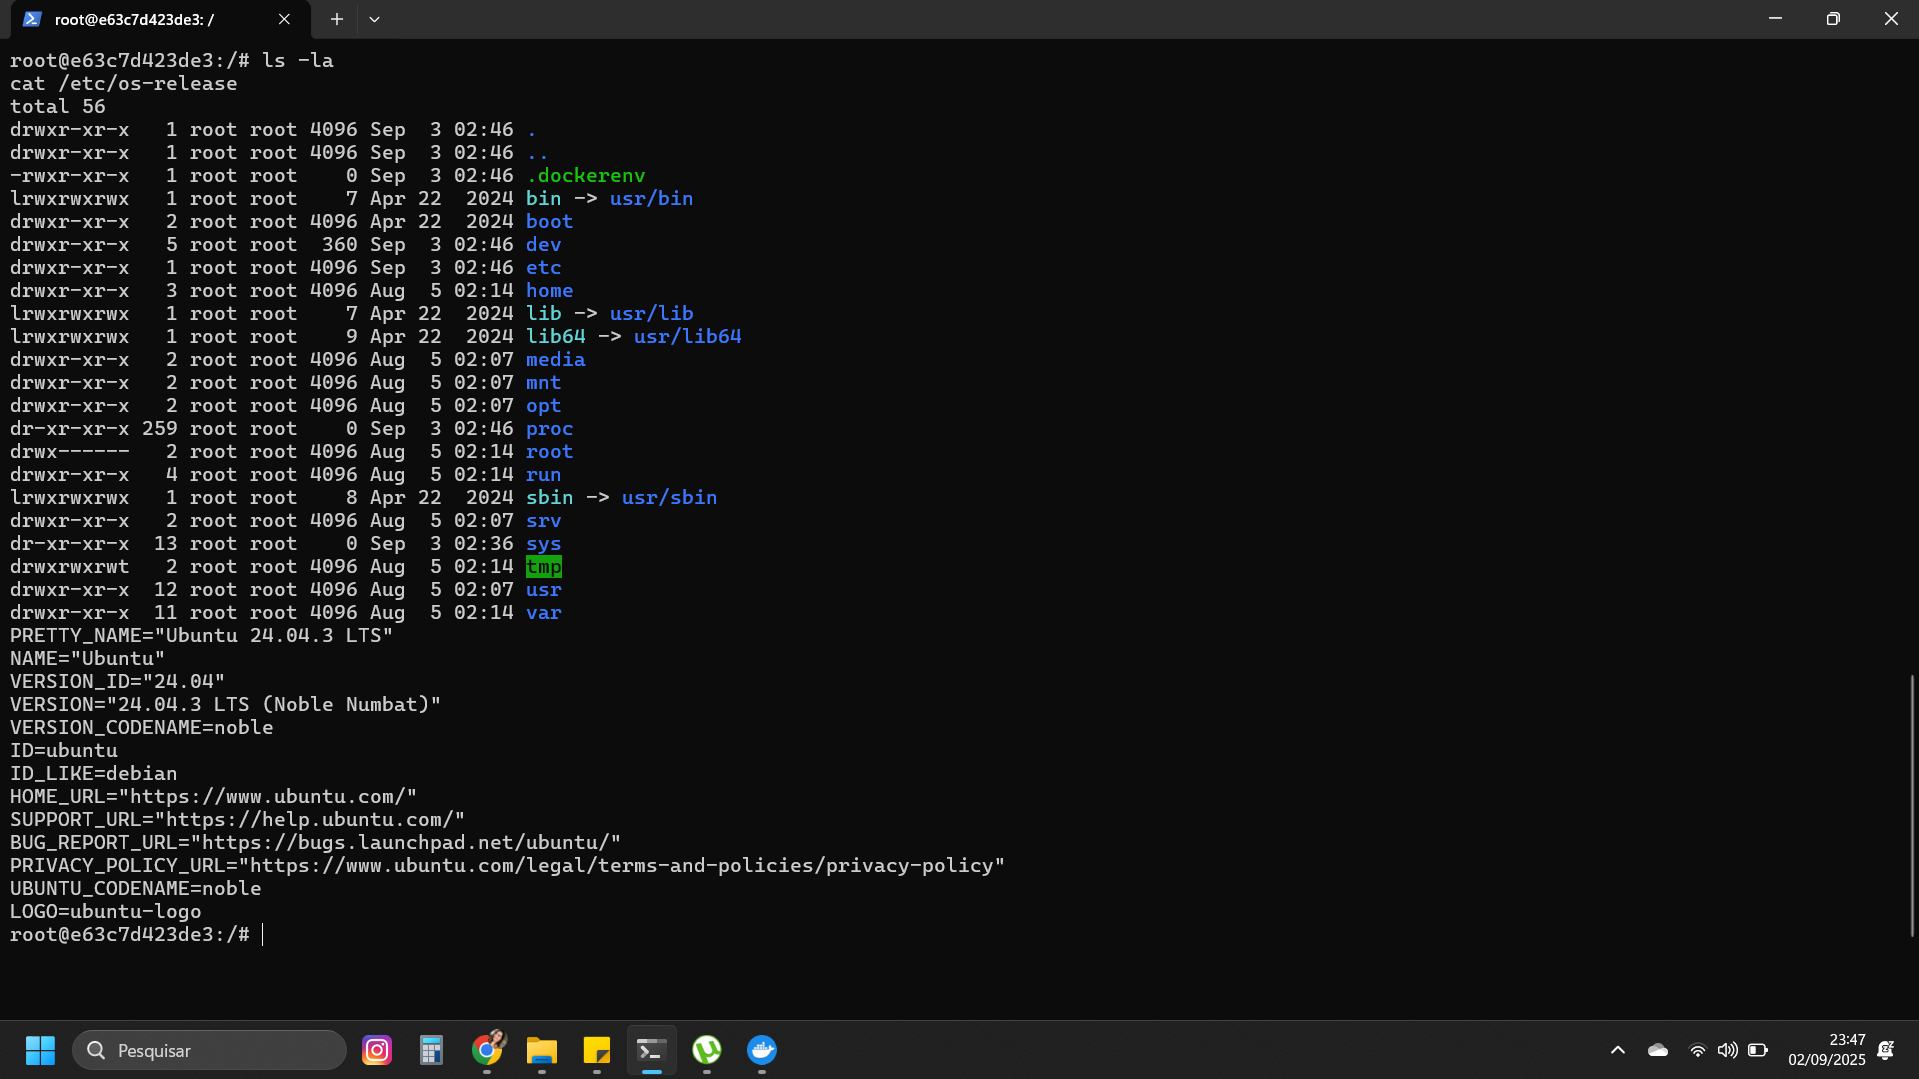 root@e63c7d423de3: /
root@e63c7d423de3:/# ls -la
cat /etc/os-release
total 56
drwxr-xr-x   1 root root 4096 Sep  3 02:46 .
drwxr-xr-x   1 root root 4096 Sep  3 02:46 ..
-rwxr-xr-x   1 root root    0 Sep  3 02:46 .dockerenv
lrwxrwxrwx   1 root root    7 Apr 22  2024 bin -> usr/bin
drwxr-xr-x   2 root root 4096 Apr 22  2024 boot
drwxr-xr-x   5 root root  360 Sep  3 02:46 dev
drwxr-xr-x   1 root root 4096 Sep  3 02:46 etc
drwxr-xr-x   3 root root 4096 Aug  5 02:14 home
lrwxrwxrwx   1 root root    7 Apr 22  2024 lib -> usr/lib
lrwxrwxrwx   1 root root    9 Apr 22  2024 lib64 -> usr/lib64
drwxr-xr-x   2 root root 4096 Aug  5 02:07 media
drwxr-xr-x   2 root root 4096 Aug  5 02:07 mnt
drwxr-xr-x   2 root root 4096 Aug  5 02:07 opt
dr-xr-xr-x 259 root root    0 Sep  3 02:46 proc
drwx------   2 root root 4096 Aug  5 02:14 root
drwxr-xr-x   4 root root 4096 Aug  5 02:14 run
lrwxrwxrwx   1 root root    8 Apr 22  2024 sbin -> usr/sbin
drwxr-xr-x   2 root root 4096 Aug  5 02:07 srv
dr-xr-xr-x  13 root root    0 Sep  3 02:36 sys
drwxrwxrwt   2 root root 4096 Aug  5 02:14 tmp
drwxr-xr-x  12 root root 4096 Aug  5 02:07 usr
drwxr-xr-x  11 root root 4096 Aug  5 02:14 var
PRETTY_NAME="Ubuntu 24.04.3 LTS"
NAME="Ubuntu"
VERSION_ID="24.04"
VERSION="24.04.3 LTS (Noble Numbat)"
VERSION_CODENAME=noble
ID=ubuntu
ID_LIKE=debian
HOME_URL="https://www.ubuntu.com/"
SUPPORT_URL="https://help.ubuntu.com/"
BUG_REPORT_URL="https://bugs.launchpad.net/ubuntu/"
PRIVACY_POLICY_URL="https://www.ubuntu.com/legal/terms-and-policies/privacy-policy"
UBUNTU_CODENAME=noble
LOGO=ubuntu-logo
root@e63c7d423de3:/#
Pesquisar
23:47
02/09/2025